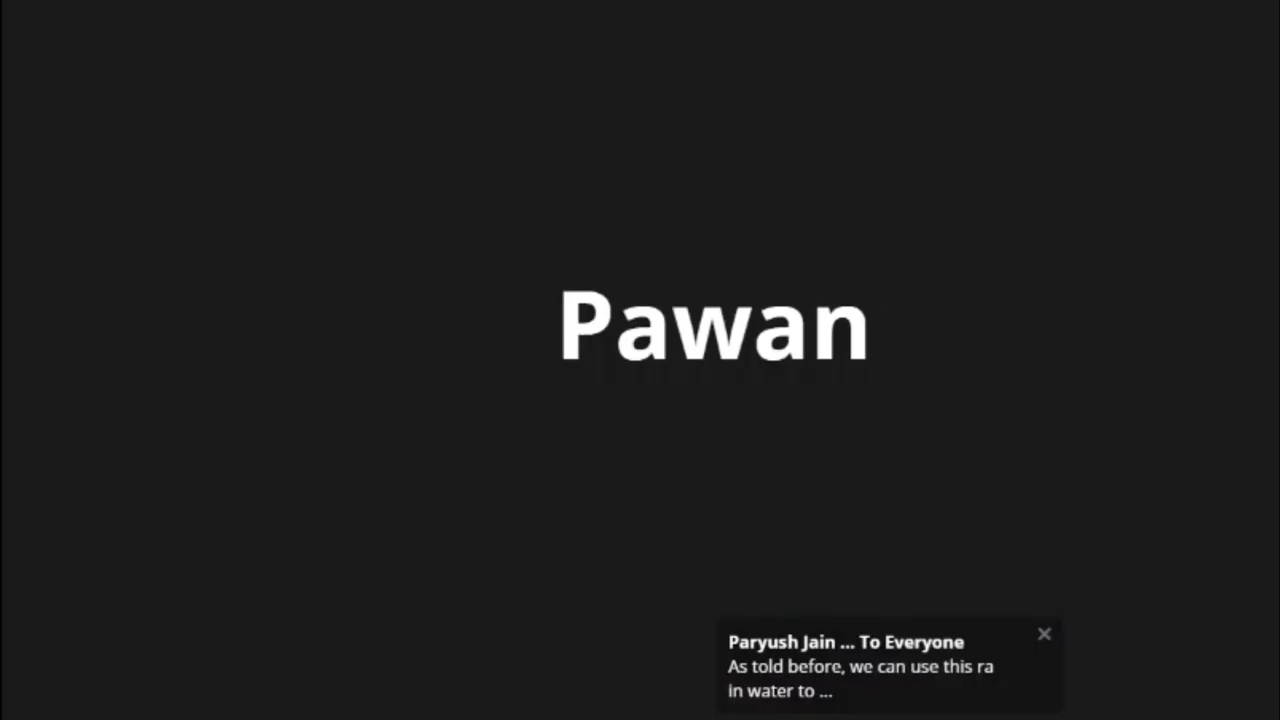 Pawan
Paryush Jain ... To Everyone
As told before, we can use this ra
in water to ...